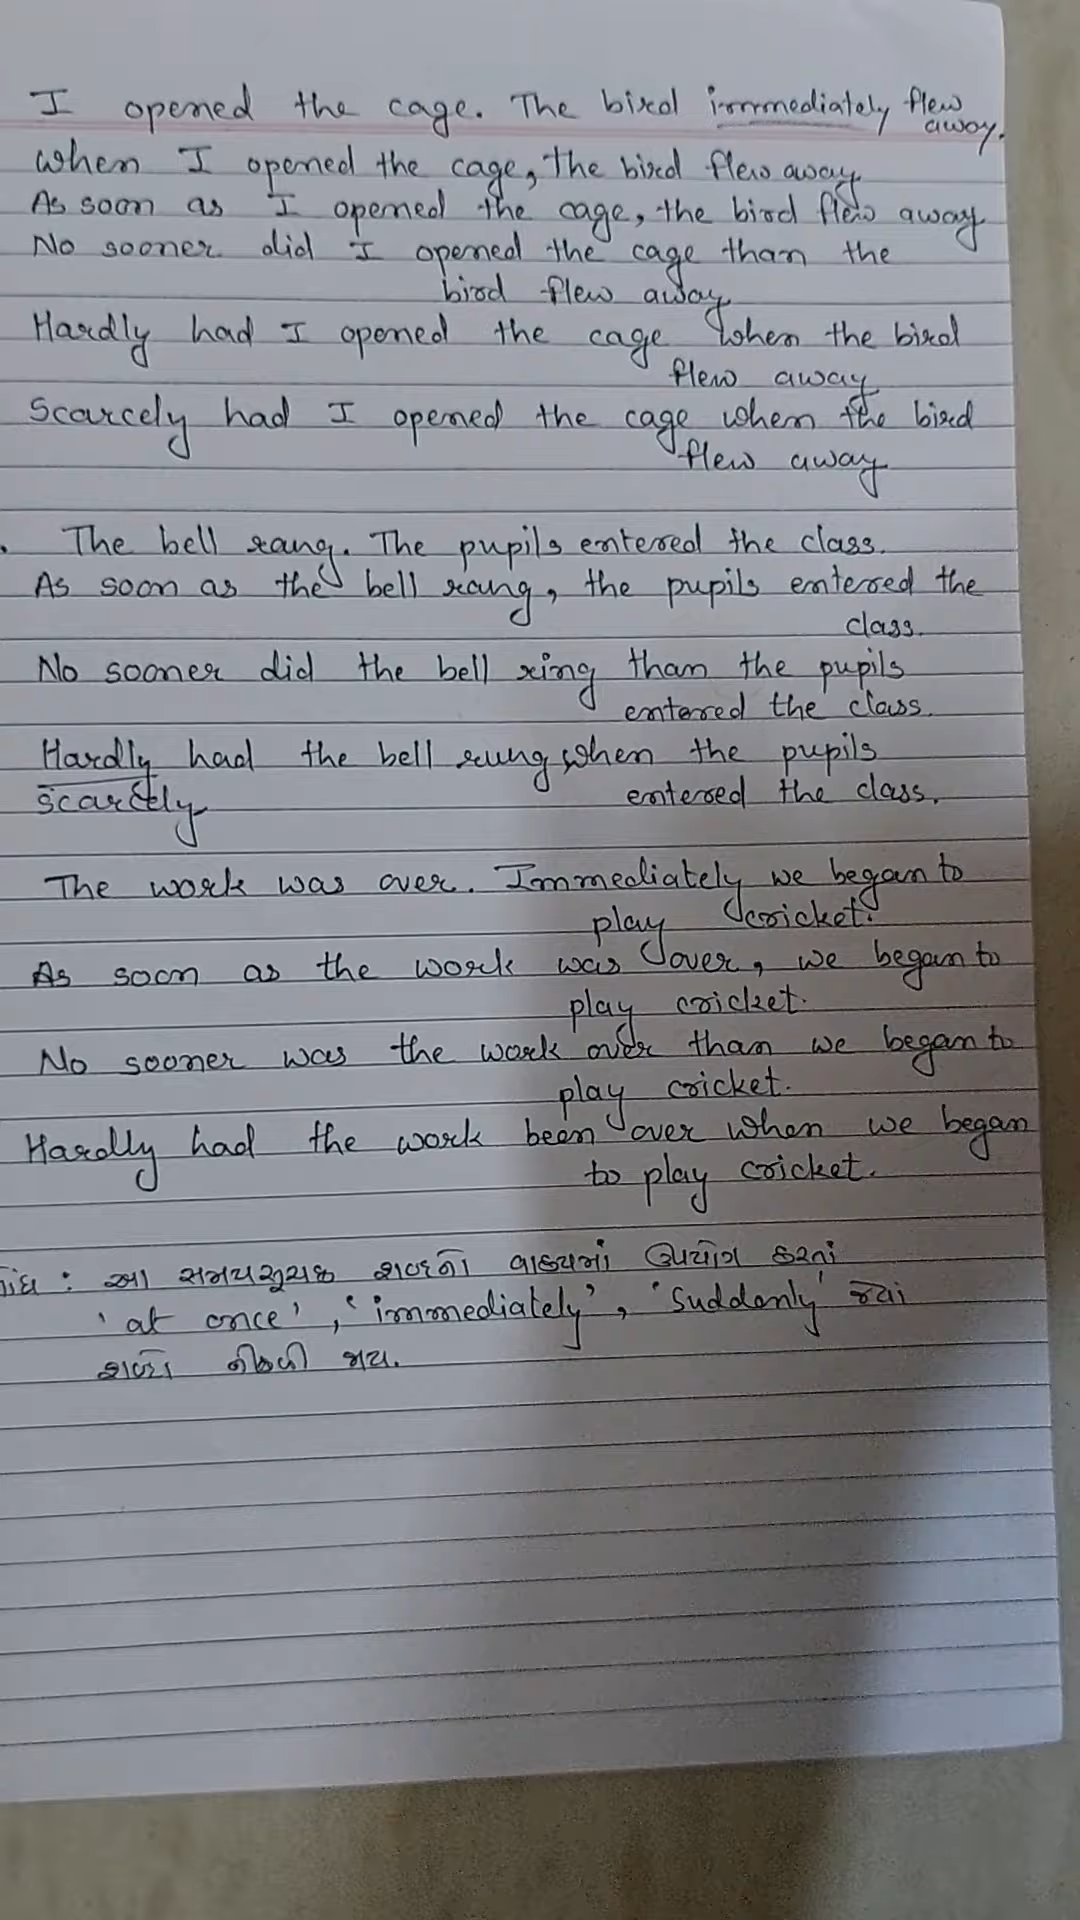 I opened the cage. The bird immediately flew
away.
when I opened the cage, the bird flew away
As soon as I opened the cage, the bird flew away
No sooner did I opened the cage than the
bird flew away
Hardly had I opened the cage when the bird
flew away
Scarcely had I opened the cage when the bird
flew away
. The bell rang. The pupils entered the class.
As soon as the bell rang, the pupils entered the
class.
No sooner did the bell ring than the pupils
entered the class.
Hardly had the bell rung when the pupils
Scarcely entered the class.
The work was over. Immediately we began to
play cricket.
As soon as the work was over, we began to
play cricket.
No sooner was the work over than we began to
play cricket.
Hardly had the work been over when we began
to play cricket.
નોંધ : આ સમયસૂચક શબ્દનો વાક્યમાં ઉપયોગ કરતાં
'at once', 'immediately', 'Suddenly' જેવાં
શબ્દો નીકળી જાય.